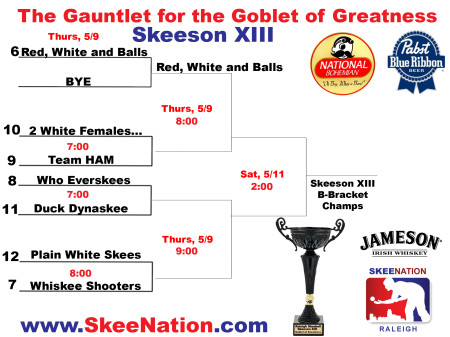 The Gauntlet for the Goblet of Greatness
Skeeson XIII
Thurs, 5/9
6 Red, White and Balls
BYE
Red, White and Balls
Thurs, 5/9
8:00
10 2 White Females...
7:00
9 Team HAM
8 Who Everskees
7:00
11 Duck Dynaskee
Sat, 5/11
2:00
Thurs, 5/9
9:00
12 Plain White Skees
8:00
7 Whiskee Shooters
Skeeson XIII
B-Bracket
Champs
NATIONAL
BOHEMIAN
Pabst
Blue Ribbon
BEER
JAMESON
IRISH WHISKEY
SKEENATION
RALEIGH
www.SkeeNation.com